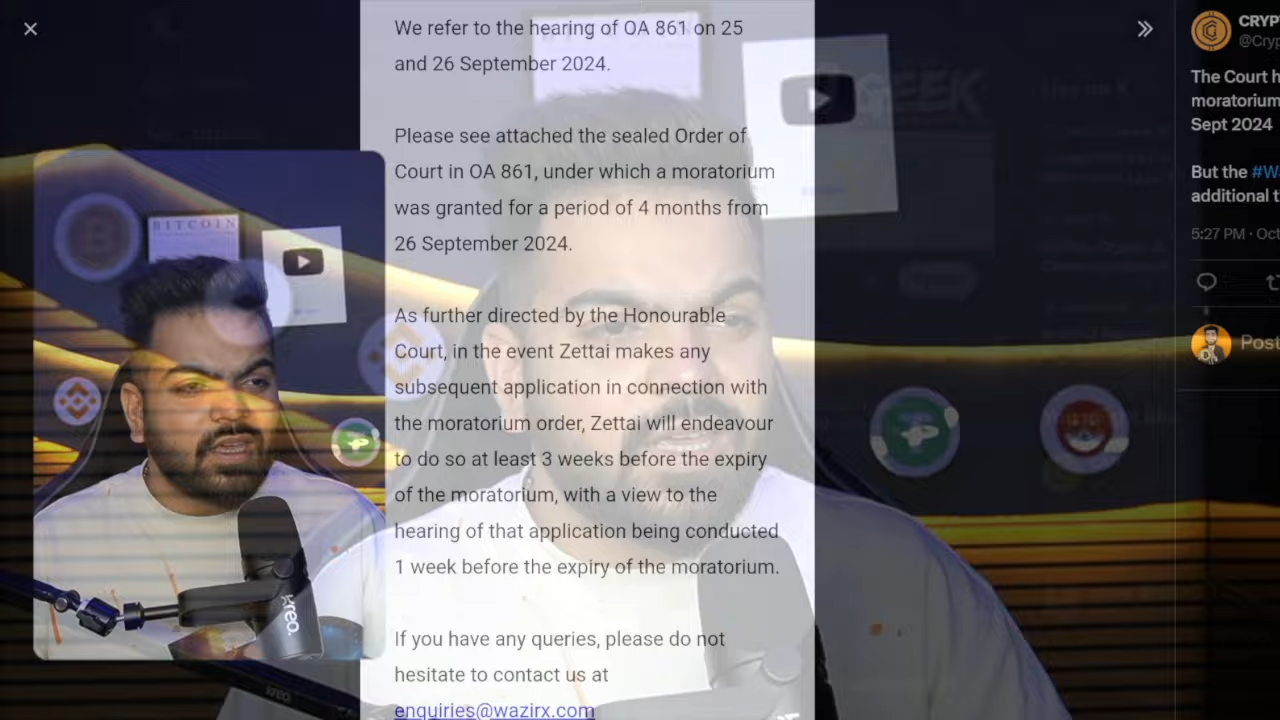 We refer to the hearing of OA 861 on 25
and 26 September 2024.
Please see attached the sealed Order of
Court in OA 861, under which a moratorium
was granted for a period of 4 months from
26 September 2024.
As further directed by the Honourable
Court, in the event Zettai makes any
subsequent application in connection with
the moratorium order, Zettai will endeavour
to do so at least 3 weeks before the expiry
of the moratorium, with a view to the
hearing of that application being conducted
1 week before the expiry of the moratorium.
If you have any queries, please do not
hesitate to contact us at
enquiries@wazirx.com
CRYP
@Cryp
The Court h
moratorium
Sept 2024
But the #Wa
additional t
5:27 PM · Oct
Post
BITCOIN
kreo.
kreo
EEK